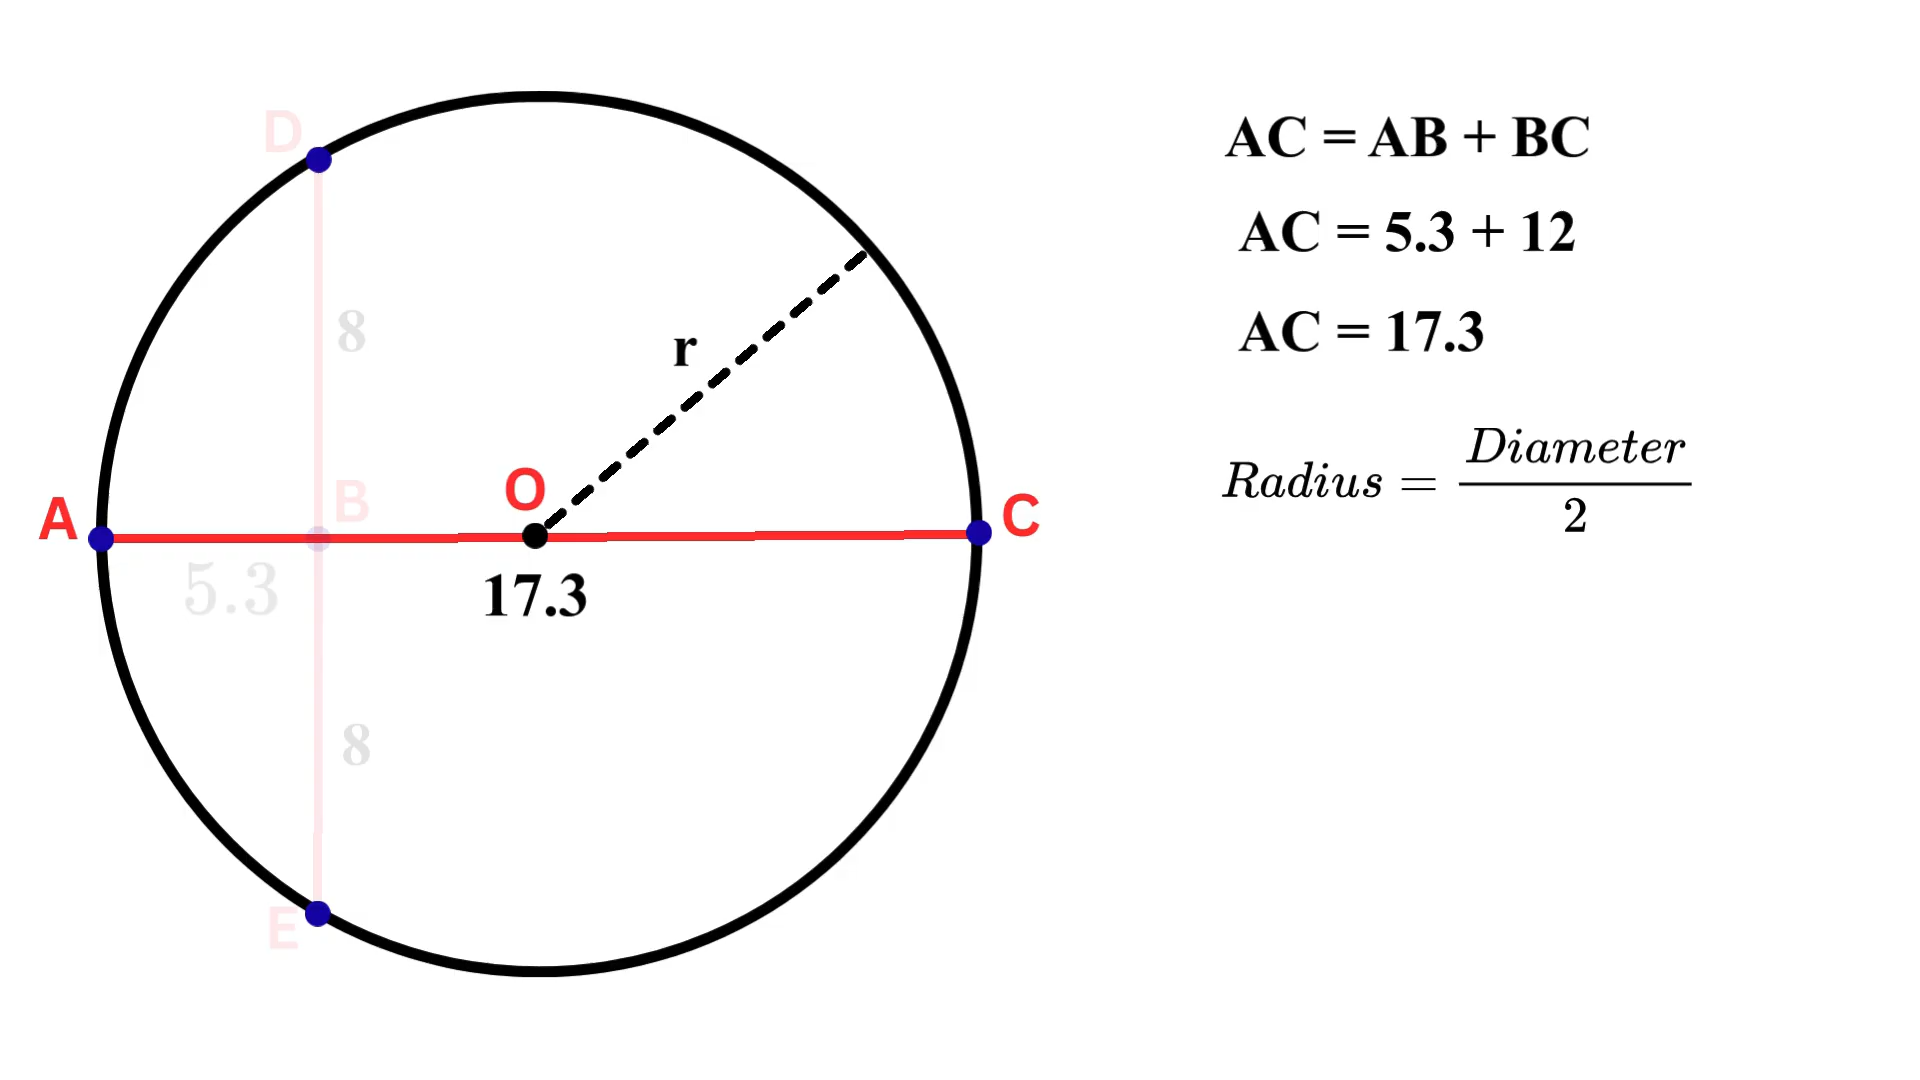 D
8
r
O
B
A
C
5.3
17.3
8
E
AC = AB + BC
AC = 5.3 + 12
AC = 17.3
Radius = Diameter / 2